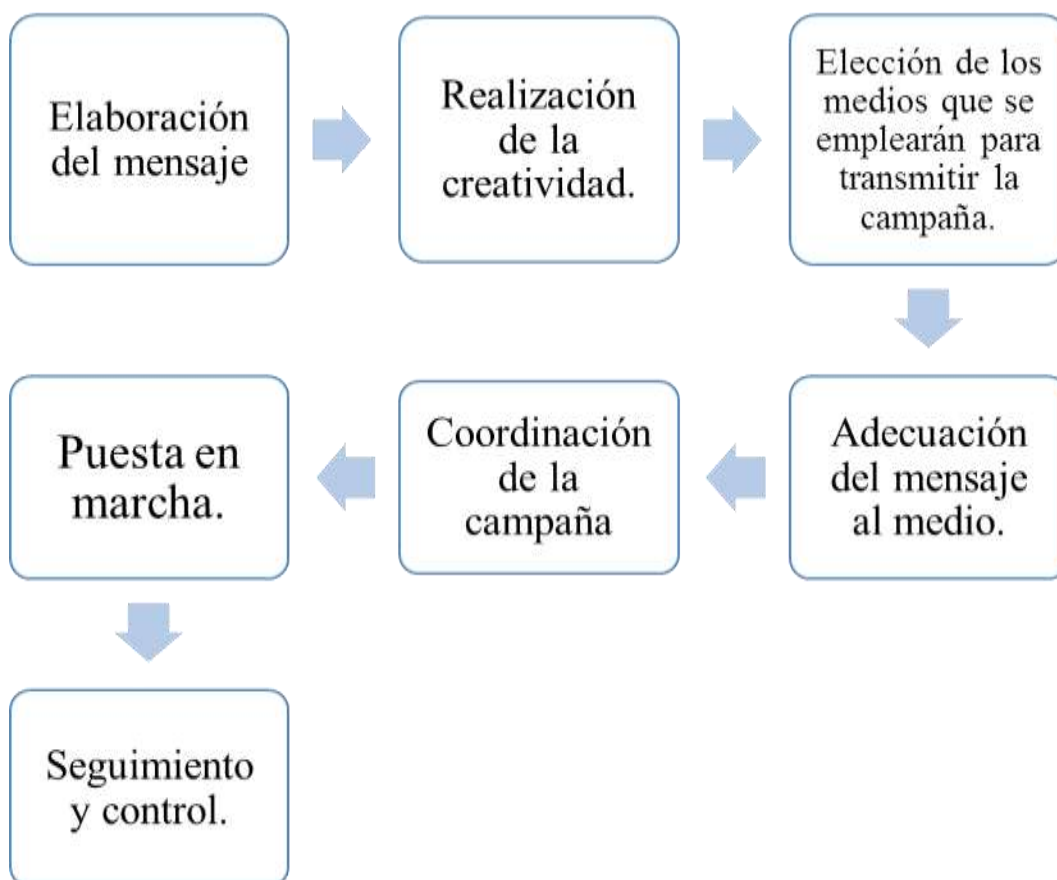 Elaboración
del mensaje
Realización
de la
creatividad.
Elección de los
medios que se
emplearán para
transmitir la
campaña.
Adecuación
del mensaje
al medio.
Coordinación
de la
campaña
Puesta en
marcha.
Seguimiento
y control.